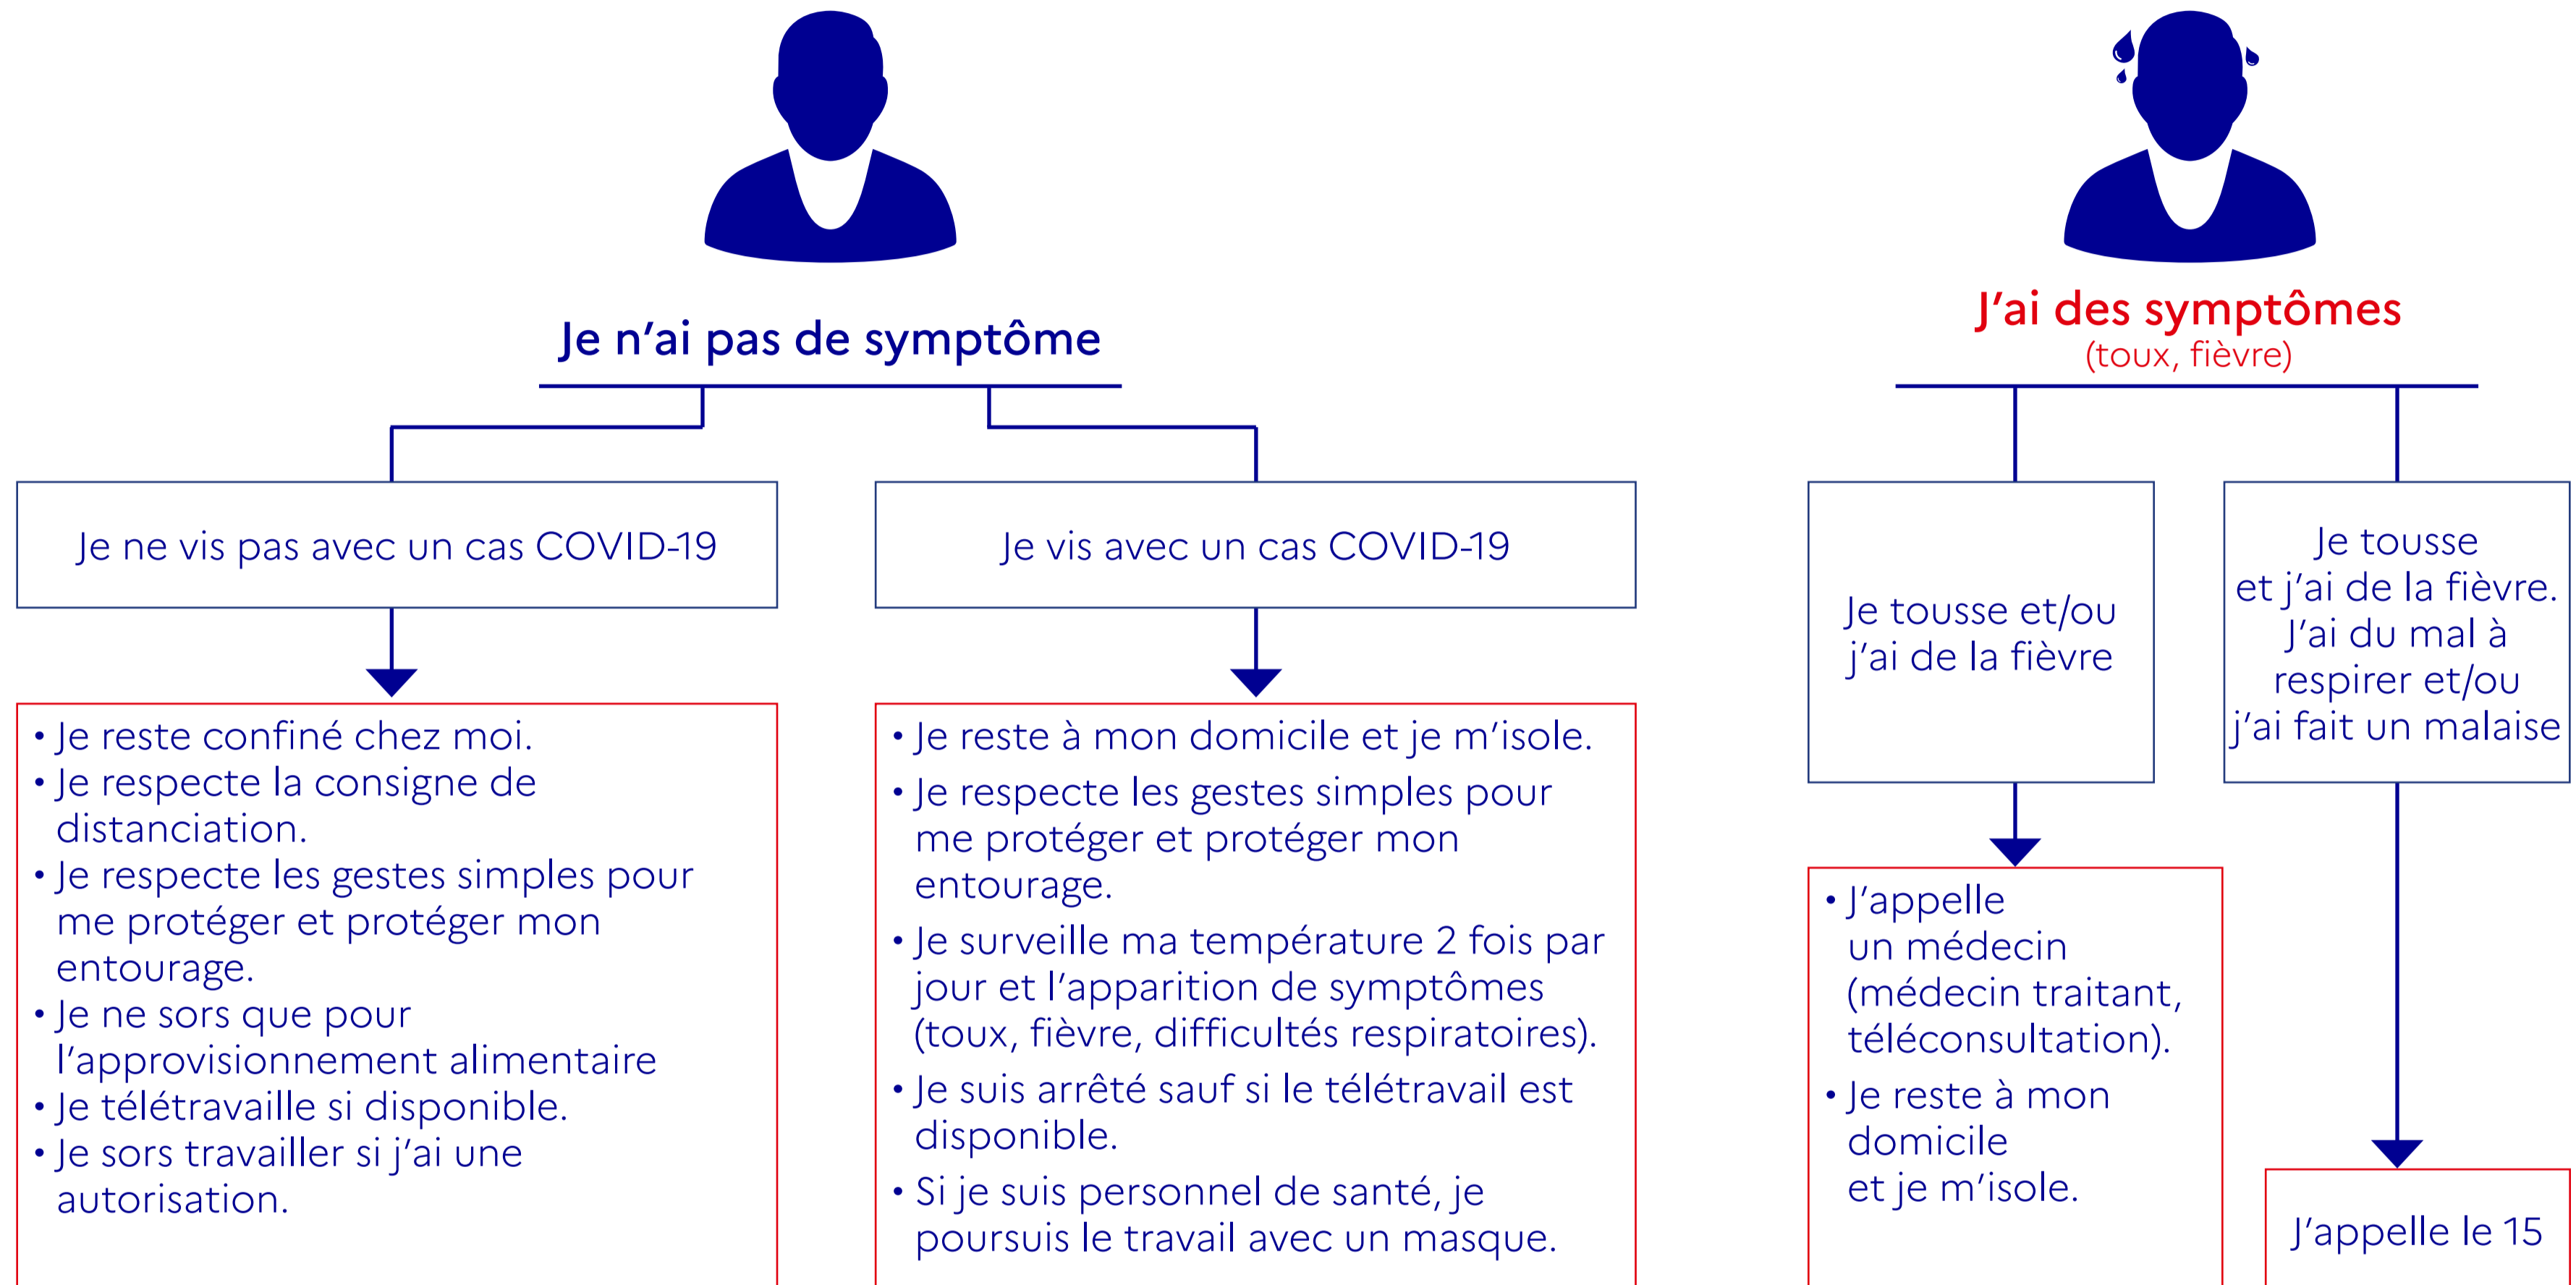 Je n’ai pas de symptôme
J’ai des symptômes
(toux, fièvre)
Je ne vis pas avec un cas COVID-19
Je vis avec un cas COVID-19
Je tousse et/ou
j’ai de la fièvre
Je tousse
et j’ai de la fièvre.
J’ai du mal à
respirer et/ou
j’ai fait un malaise
• Je reste confiné chez moi.
• Je respecte la consigne de
distanciation.
• Je respecte les gestes simples pour
me protéger et protéger mon
entourage.
• Je ne sors que pour
l’approvisionnement alimentaire
• Je télétravaille si disponible.
• Je sors travailler si j’ai une
autorisation.
• Je reste à mon domicile et je m’isole.
• Je respecte les gestes simples pour
me protéger et protéger mon
entourage.
• Je surveille ma température 2 fois par
jour et l’apparition de symptômes
(toux, fièvre, difficultés respiratoires).
• Je suis arrêté sauf si le télétravail est
disponible.
• Si je suis personnel de santé, je
poursuis le travail avec un masque.
• J’appelle
un médecin
(médecin traitant,
téléconsultation).
• Je reste à mon
domicile
et je m’isole.
J’appelle le 15